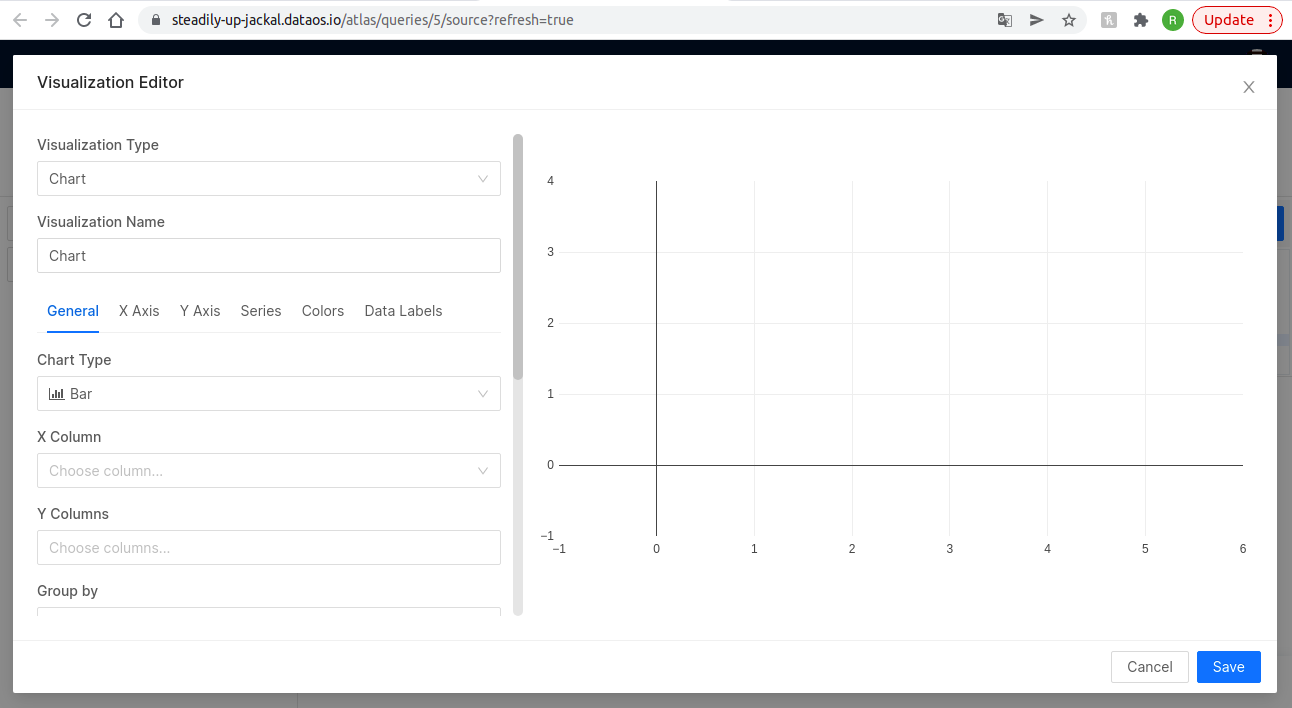 steadily-up-jackal.dataos.io/atlas/queries/5/source?refresh=true
R
Update
Visualization Editor
Visualization Type
Chart
Visualization Name
Chart
General X Axis Y Axis Series Colors Data Labels
Chart Type
Bar
X Column
Choose column...
Y Columns
Choose columns...
Group by
4
3
2
1
0
−1
−1 0 1 2 3 4 5 6
Cancel Save